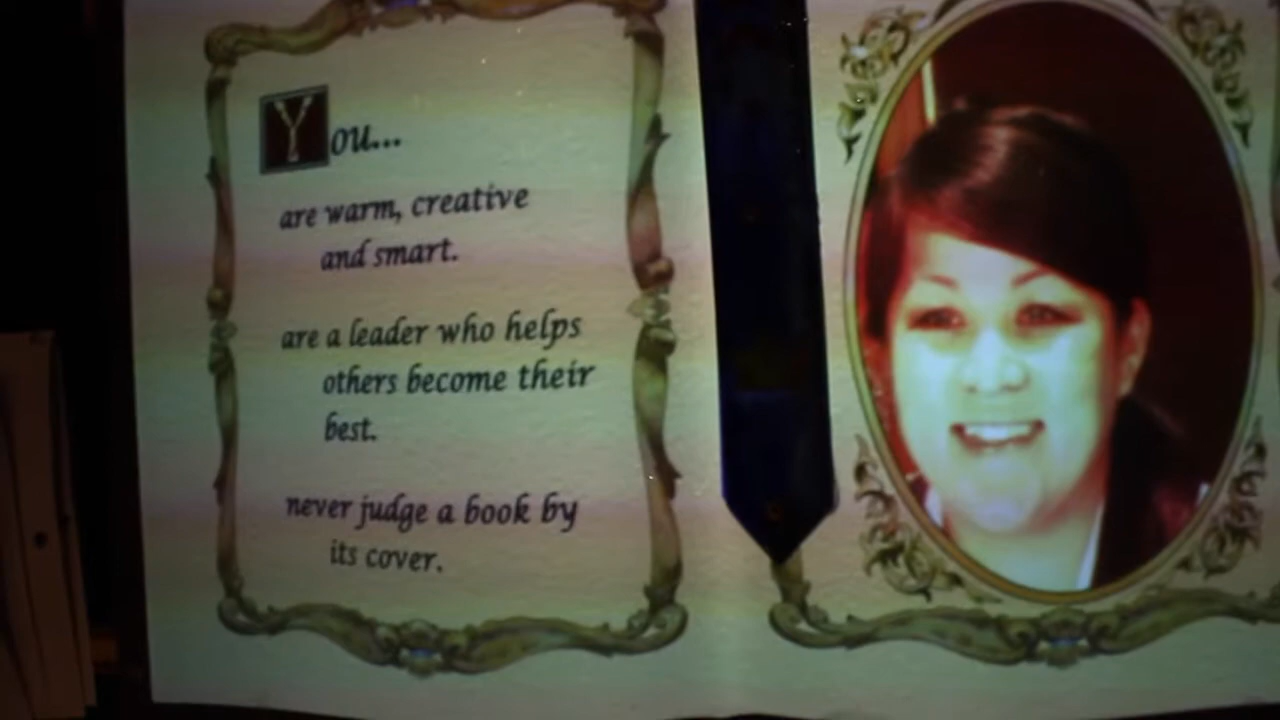 You...
are warm, creative
and smart.
are a leader who helps
others become their
best.
never judge a book by
its cover.